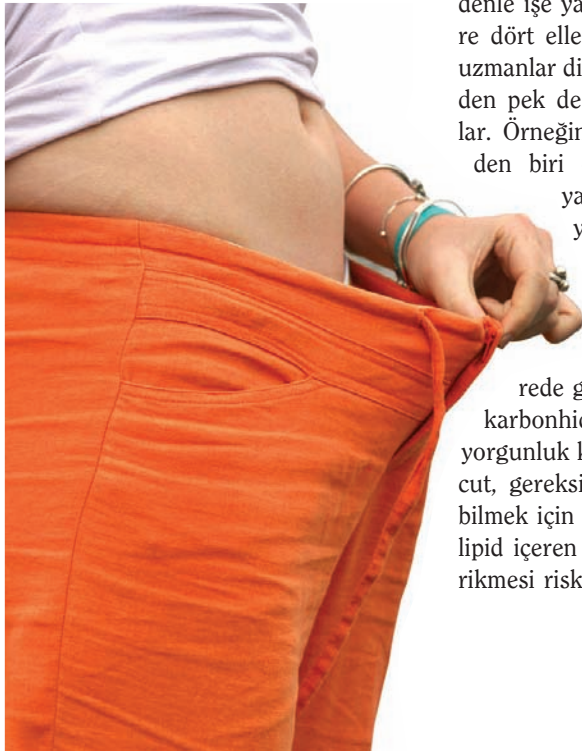 denle işe ya
re dört elle
uzmanlar di
den pek de
lar. Örneğin
den biri
ya
y
rede g
karbonhid
yorgunluk k
cut, gereksi
bilmek için
lipid içeren
rikmesi risk